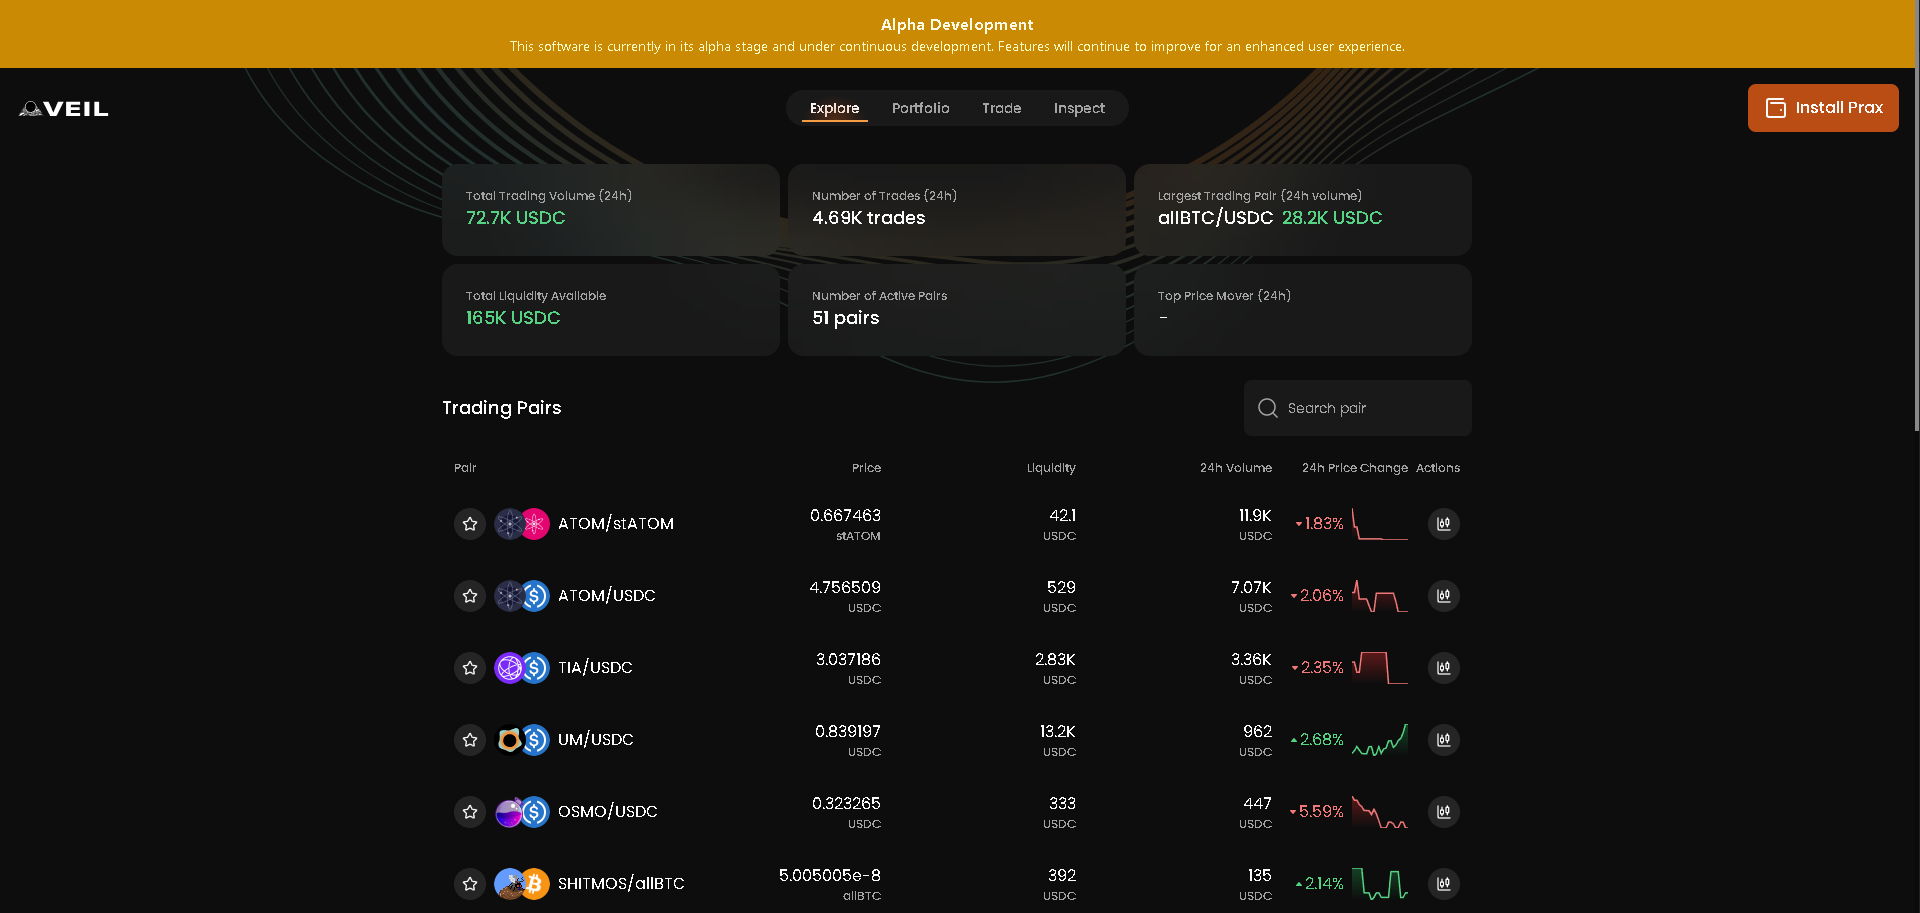 Alpha Development
This software is currently in its alpha stage and under continuous development. Features will continue to improve for an enhanced user experience.
VEIL
Explore Portfolio Trade Inspect
Install Prax
Total Trading Volume (24h)
72.7K USDC
Number of Trades (24h)
4.69K trades
Largest Trading Pair (24h volume)
allBTC/USDC 28.2K USDC
Total Liquidity Available
165K USDC
Number of Active Pairs
51 pairs
Top Price Mover (24h)
-
Trading Pairs
Search pair
Pair Price Liquidity 24h Volume 24h Price Change Actions
ATOM/stATOM 0.667463 42.1 11.9K 1.83%
stATOM USDC USDC
ATOM/USDC 4.756509 529 7.07K 2.06%
USDC USDC USDC
TIA/USDC 3.037186 2.83K 3.36K 2.35%
USDC USDC USDC
UM/USDC 0.839197 13.2K 962 2.68%
USDC USDC USDC
OSMO/USDC 0.323265 333 447 5.59%
USDC USDC USDC
SHITMOS/allBTC 5.005005e-8 392 135 2.14%
allBTC USDC USDC